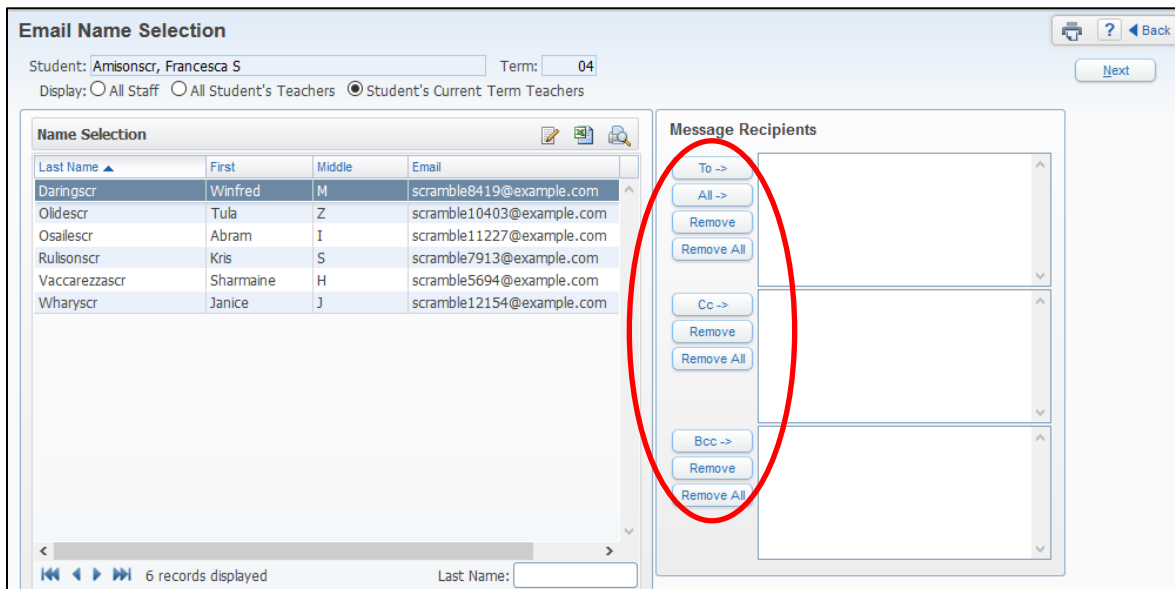 Email Name Selection
? Back
Student: Amisonscr, Francesca S Term: 04
Next
Display: All Staff All Student's Teachers Student's Current Term Teachers
Name Selection
Last Name First Middle Email
Daringscr Winfred M scramble8419@example.com
Olidescr Tula Z scramble10403@example.com
Osailescr Abram I scramble11227@example.com
Rulisonscr Kris S scramble7913@example.com
Vaccarezzascr Sharmaine H scramble5694@example.com
Wharyscr Janice J scramble12154@example.com
6 records displayed Last Name:
Message Recipients
To ->
All ->
Remove
Remove All
Cc ->
Remove
Remove All
Bcc ->
Remove
Remove All